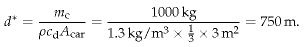 d* = m_c / (ρ c_d A_car) = 1000 kg / (1.3 kg/m³ × 1/3 × 3 m²) = 750 m.